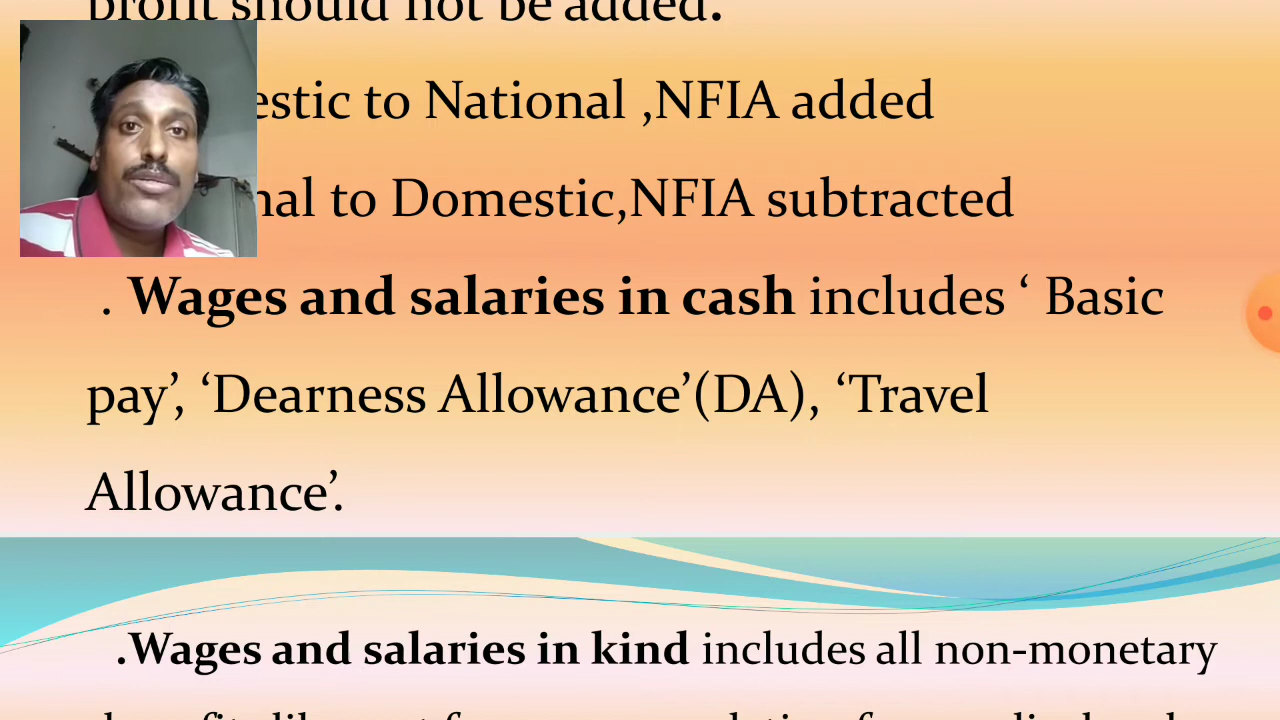 profit should not be added.
estic to National ,NFIA added
nal to Domestic,NFIA subtracted
. Wages and salaries in cash includes ‘ Basic
pay’, ‘Dearness Allowance’(DA), ‘Travel
Allowance’.
.Wages and salaries in kind includes all non-monetary